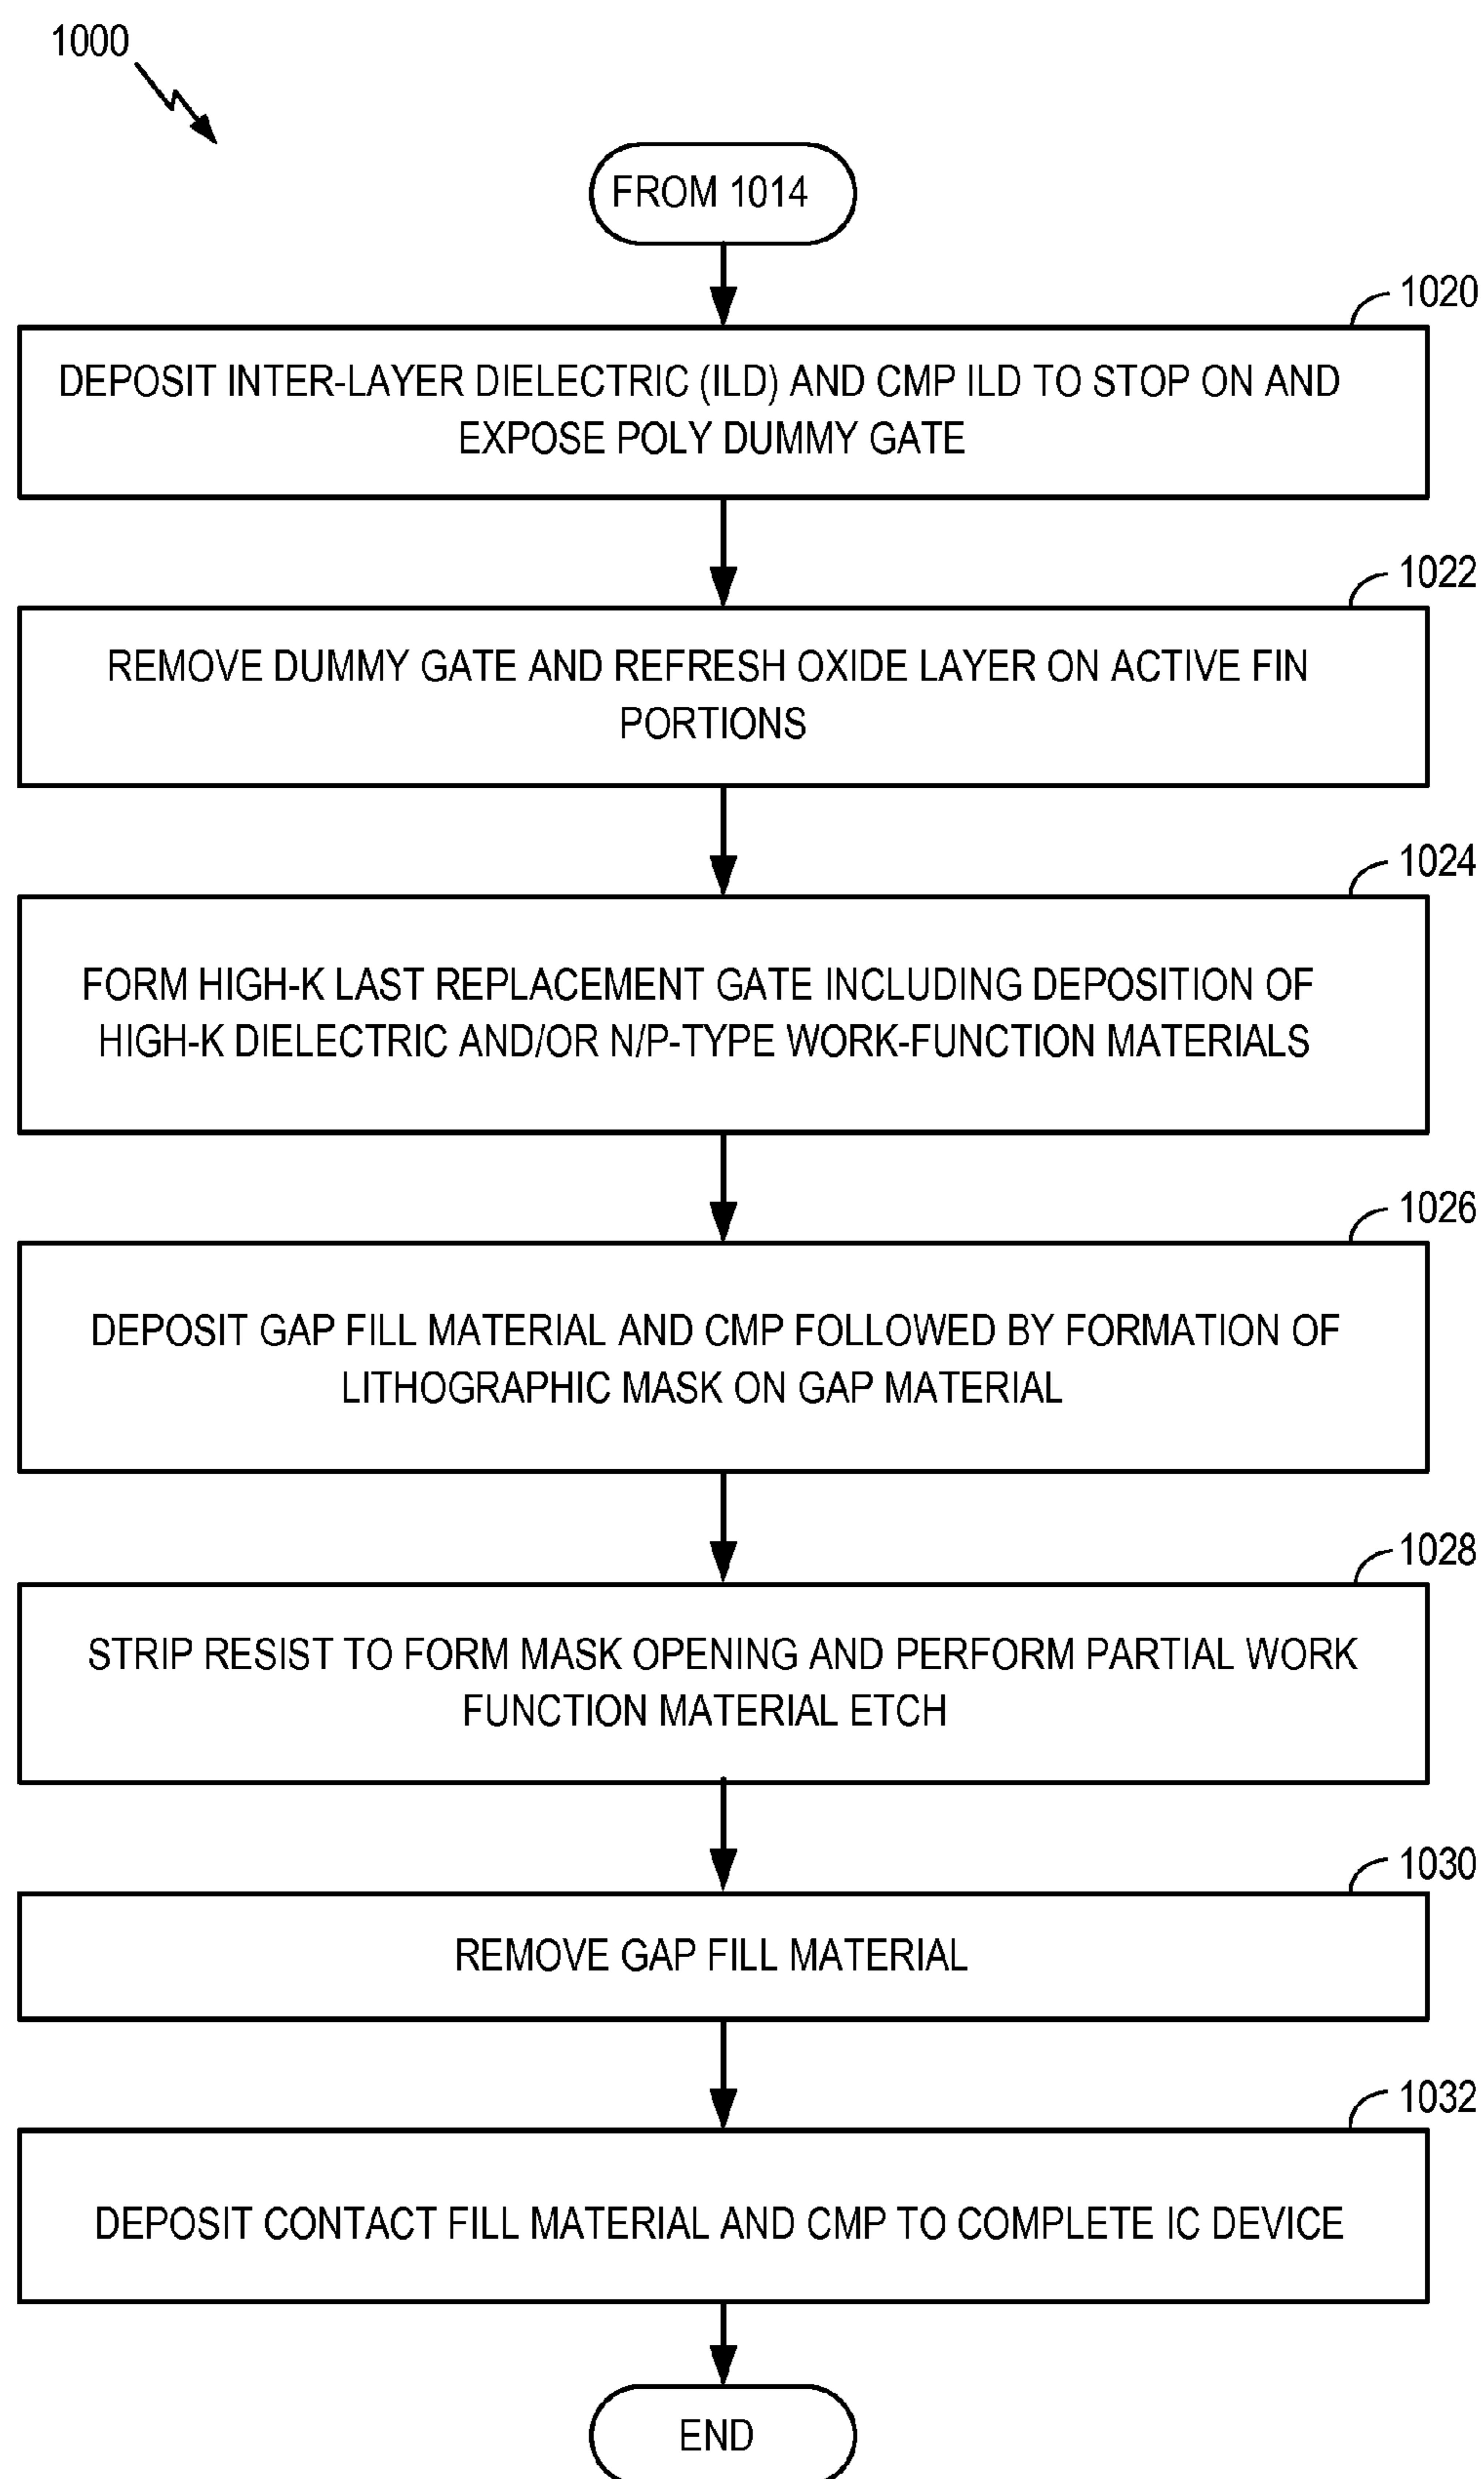 1000
FROM 1014
1020
DEPOSIT INTER-LAYER DIELECTRIC (ILD) AND CMP ILD TO STOP ON AND
EXPOSE POLY DUMMY GATE
1022
REMOVE DUMMY GATE AND REFRESH OXIDE LAYER ON ACTIVE FIN
PORTIONS
1024
FORM HIGH-K LAST REPLACEMENT GATE INCLUDING DEPOSITION OF
HIGH-K DIELECTRIC AND/OR N/P-TYPE WORK-FUNCTION MATERIALS
1026
DEPOSIT GAP FILL MATERIAL AND CMP FOLLOWED BY FORMATION OF
LITHOGRAPHIC MASK ON GAP MATERIAL
1028
STRIP RESIST TO FORM MASK OPENING AND PERFORM PARTIAL WORK
FUNCTION MATERIAL ETCH
1030
REMOVE GAP FILL MATERIAL
1032
DEPOSIT CONTACT FILL MATERIAL AND CMP TO COMPLETE IC DEVICE
END